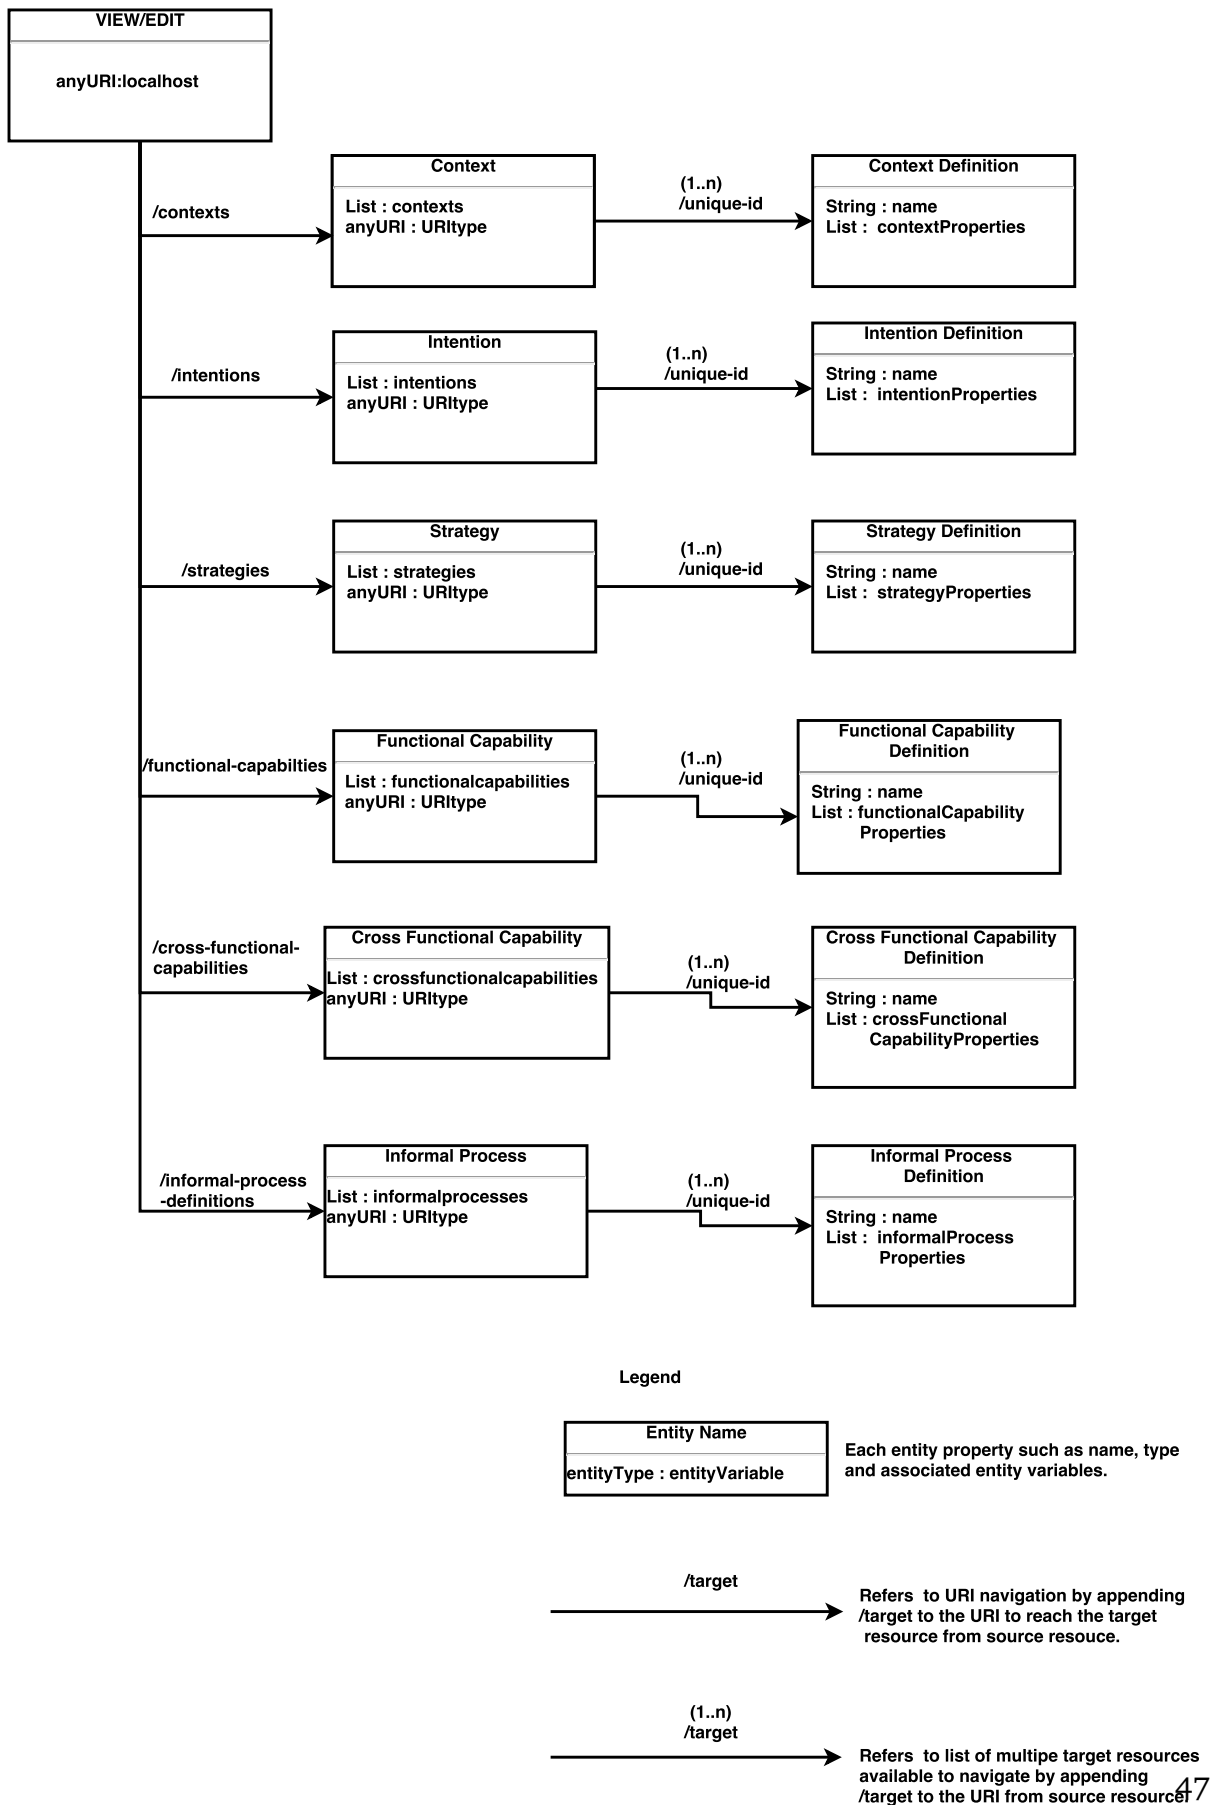 VIEW/EDIT
anyURI:localhost
/contexts
Context
List : contexts
anyURI : URItype
(1..n)
/unique-id
Context Definition
String : name
List :  contextProperties
/intentions
Intention
List : intentions
anyURI : URItype
(1..n)
/unique-id
Intention Definition
String : name
List :  intentionProperties
/strategies
Strategy
List : strategies
anyURI : URItype
(1..n)
/unique-id
Strategy Definition
String : name
List :  strategyProperties
/functional-capabilties
Functional Capability
List : functionalcapabilities
anyURI : URItype
(1..n)
/unique-id
Functional Capability
Definition
String : name
List : functionalCapability
Properties
/cross-functional-
capabilities
Cross Functional Capability
List : crossfunctionalcapabilities
anyURI : URItype
(1..n)
/unique-id
Cross Functional Capability
Definition
String : name
List : crossFunctional
CapabilityProperties
/informal-process
-definitions
Informal Process
List : informalprocesses
anyURI : URItype
(1..n)
/unique-id
Informal Process
Definition
String : name
List :  informalProcess
Properties
Legend
Entity Name
entityType : entityVariable
Each entity property such as name, type
and associated entity variables.
/target
Refers  to URI navigation by appending
/target to the URI to reach the target
resource from source resouce.
(1..n)
/target
Refers  to list of multipe target resources
available to navigate by appending
/target to the URI from source resource.
47